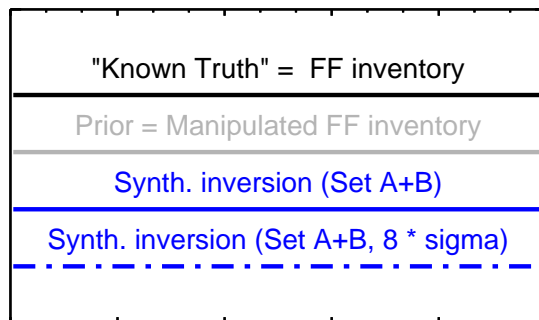 "Known Truth" = FF inventory
Prior = Manipulated FF inventory
Synth. inversion (Set A+B)
Synth. inversion (Set A+B, 8 * sigma)